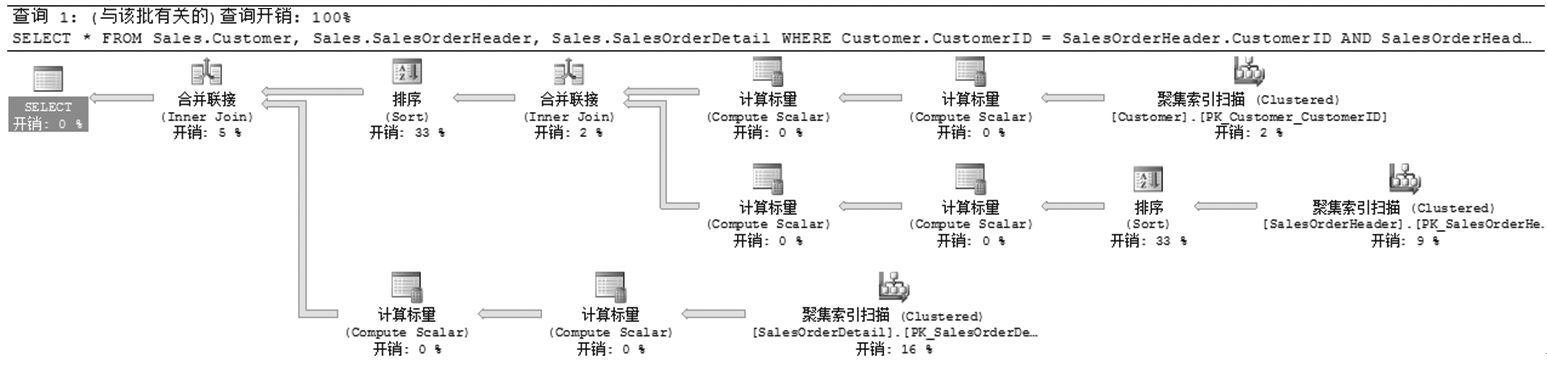 查询 1: (与该批有关的)查询开销: 100%
SELECT * FROM Sales.Customer, Sales.SalesOrderHeader, Sales.SalesOrderDetail WHERE Customer.CustomerID = SalesOrderHeader.CustomerID AND SalesOrderHead…
SELECT
开销: 0 %
合并联接
(Inner Join)
开销: 5 %
排序
(Sort)
开销: 33 %
合并联接
(Inner Join)
开销: 2 %
计算标量
(Compute Scalar)
开销: 0 %
计算标量
(Compute Scalar)
开销: 0 %
聚集索引扫描 (Clustered)
[Customer].[PK_Customer_CustomerID]
开销: 2 %
计算标量
(Compute Scalar)
开销: 0 %
计算标量
(Compute Scalar)
开销: 0 %
排序
(Sort)
开销: 33 %
聚集索引扫描 (Clustered)
[SalesOrderHeader].[PK_SalesOrderHe…
开销: 9 %
计算标量
(Compute Scalar)
开销: 0 %
计算标量
(Compute Scalar)
开销: 0 %
聚集索引扫描 (Clustered)
[SalesOrderDetail].[PK_SalesOrderDe…
开销: 16 %